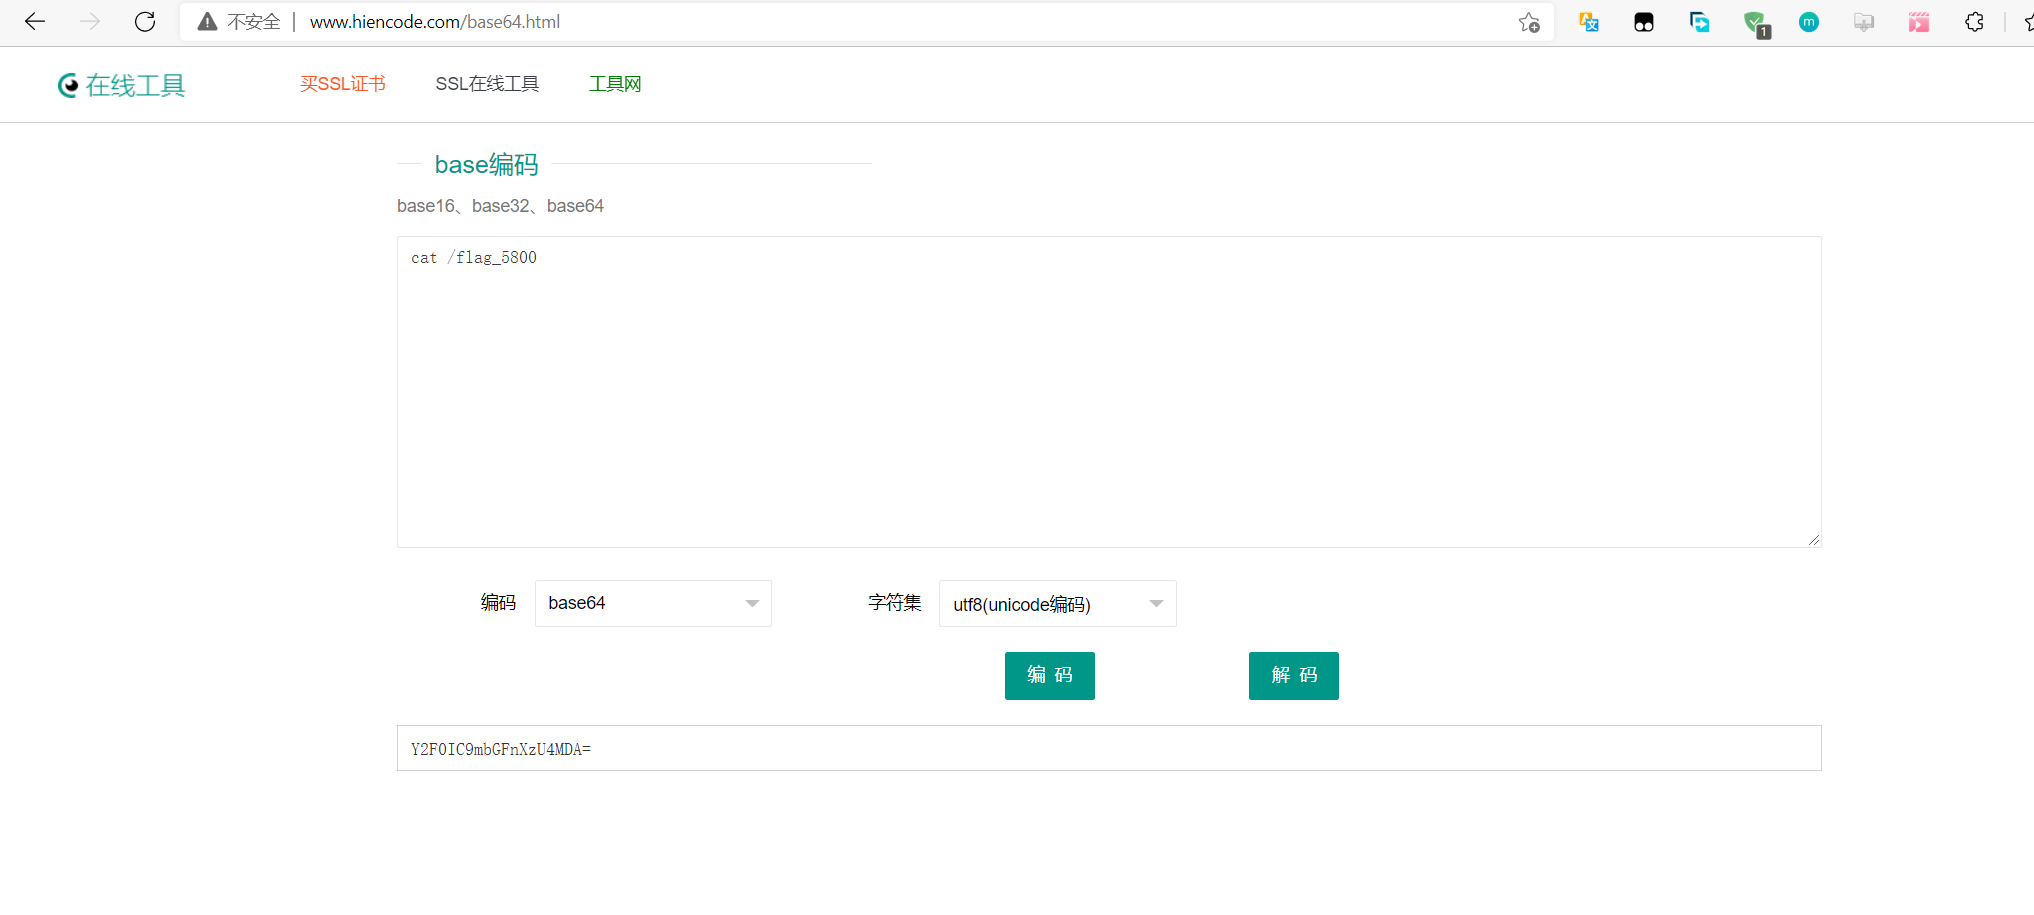 不安全 www.hiencode.com/base64.html
1
m
在线工具 买SSL证书 SSL在线工具 工具网
base编码
base16、base32、base64
cat /flag_5800
编码 base64 字符集 utf8(unicode编码)
编 码 解 码
Y2F0IC9mbGFnXzU4MDA=